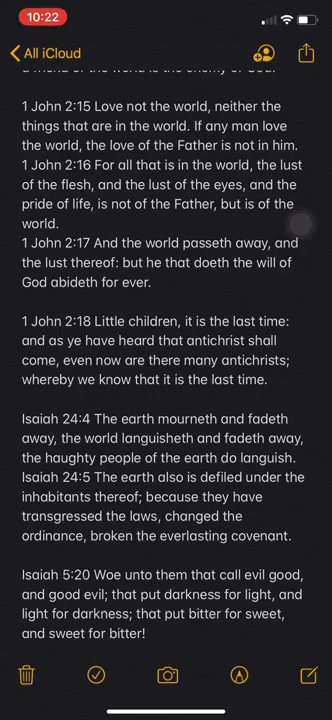 10:22
All iCloud
a friend of the world is the enemy of God.
1 John 2:15 Love not the world, neither the
things that are in the world. If any man love
the world, the love of the Father is not in him.
1 John 2:16 For all that is in the world, the lust
of the flesh, and the lust of the eyes, and the
pride of life, is not of the Father, but is of the
world.
1 John 2:17 And the world passeth away, and
the lust thereof: but he that doeth the will of
God abideth for ever.
1 John 2:18 Little children, it is the last time:
and as ye have heard that antichrist shall
come, even now are there many antichrists;
whereby we know that it is the last time.
Isaiah 24:4 The earth mourneth and fadeth
away, the world languisheth and fadeth away,
the haughty people of the earth do languish.
Isaiah 24:5 The earth also is defiled under the
inhabitants thereof; because they have
transgressed the laws, changed the
ordinance, broken the everlasting covenant.
Isaiah 5:20 Woe unto them that call evil good,
and good evil; that put darkness for light, and
light for darkness; that put bitter for sweet,
and sweet for bitter!